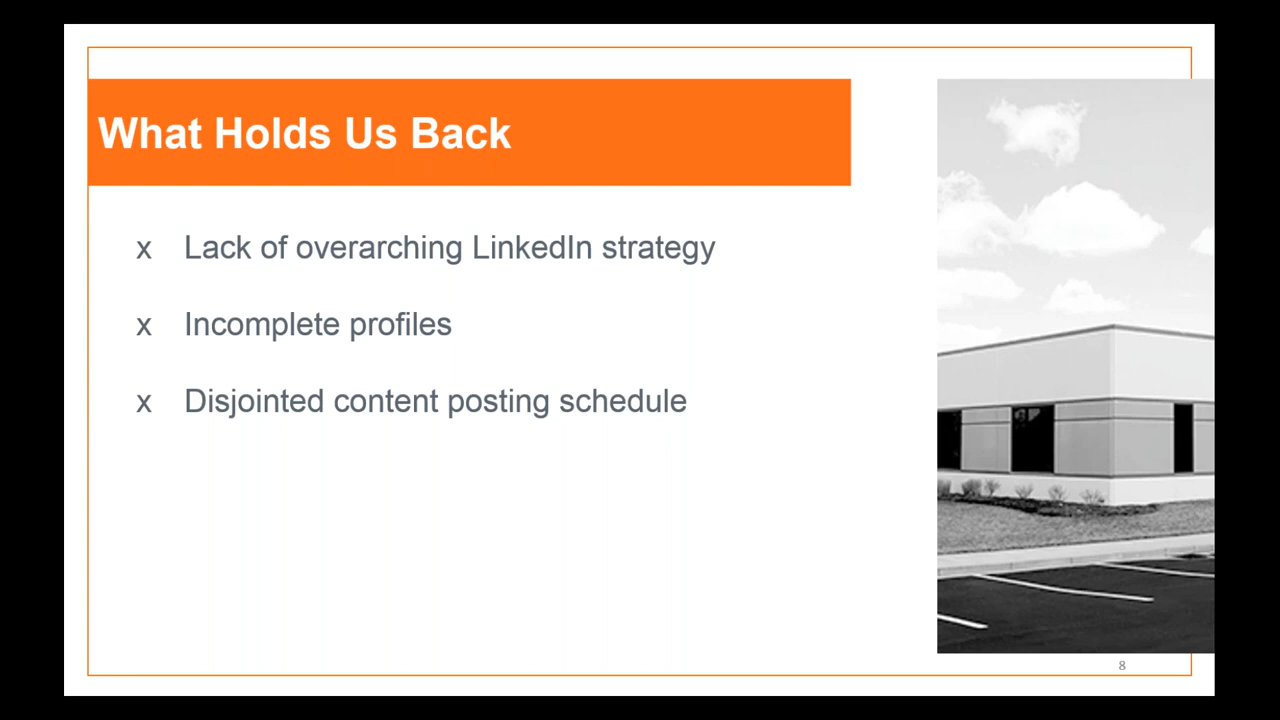 What Holds Us Back
x Lack of overarching LinkedIn strategy
x Incomplete profiles
x Disjointed content posting schedule
8